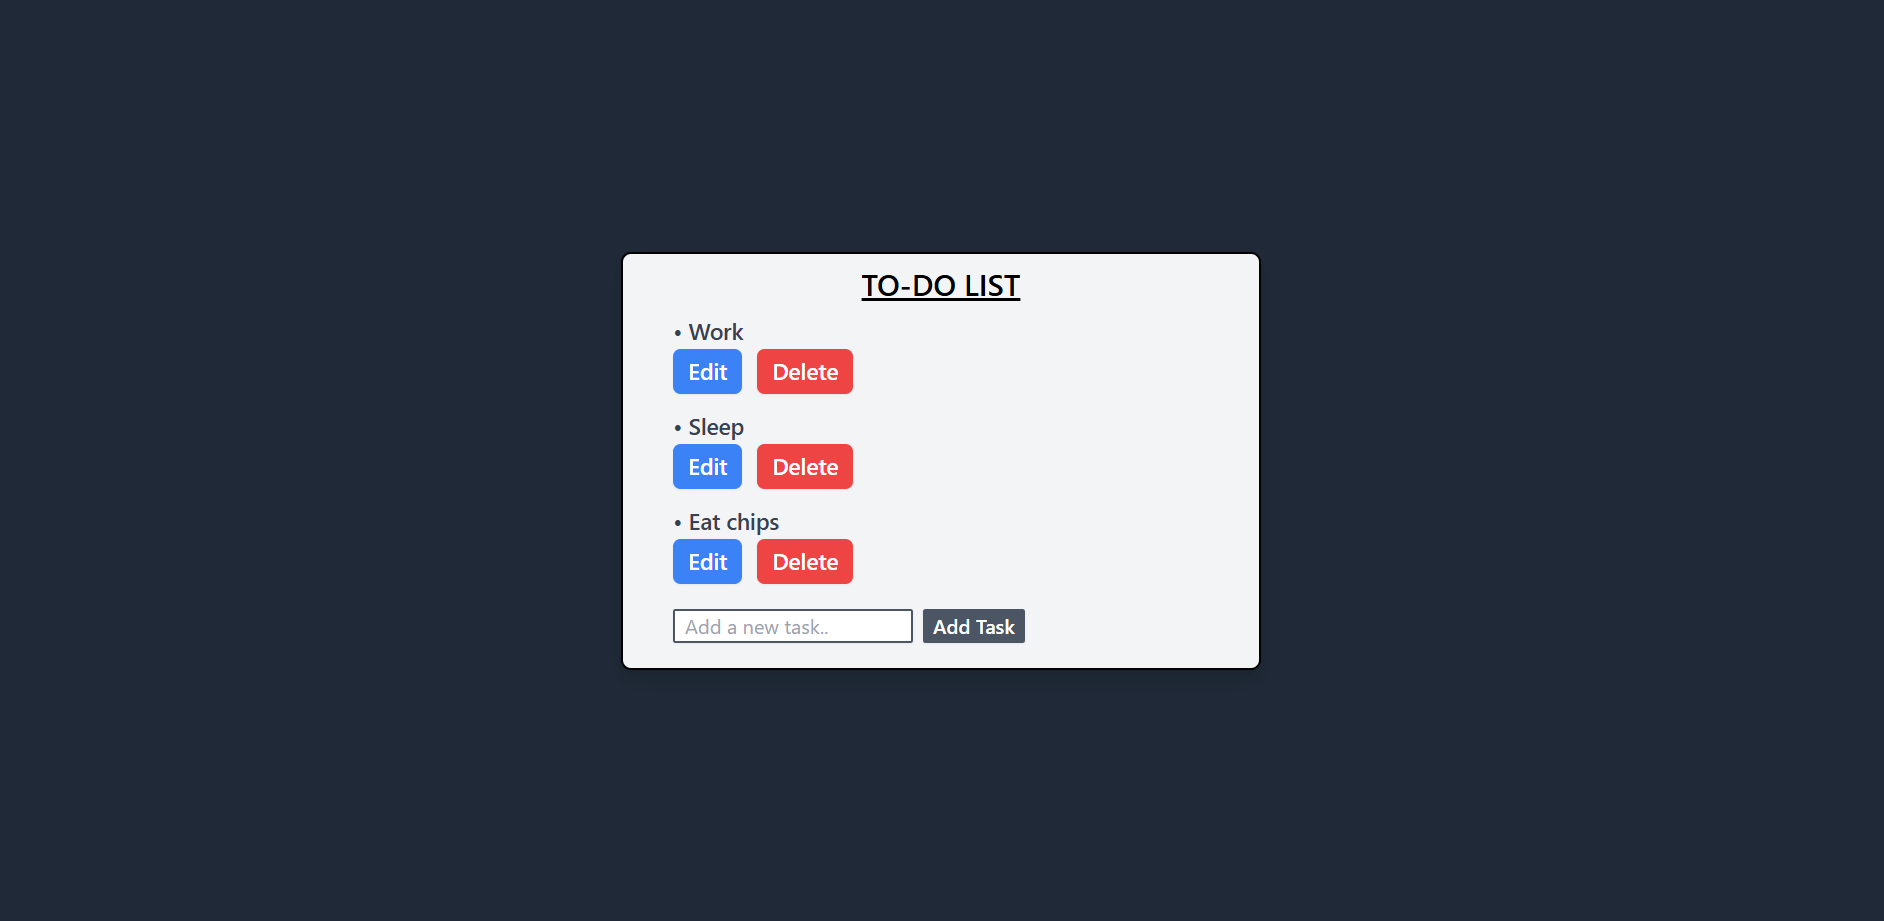 TO-DO LIST
• Work
Edit Delete
• Sleep
Edit Delete
• Eat chips
Edit Delete
Add a new task.. Add Task